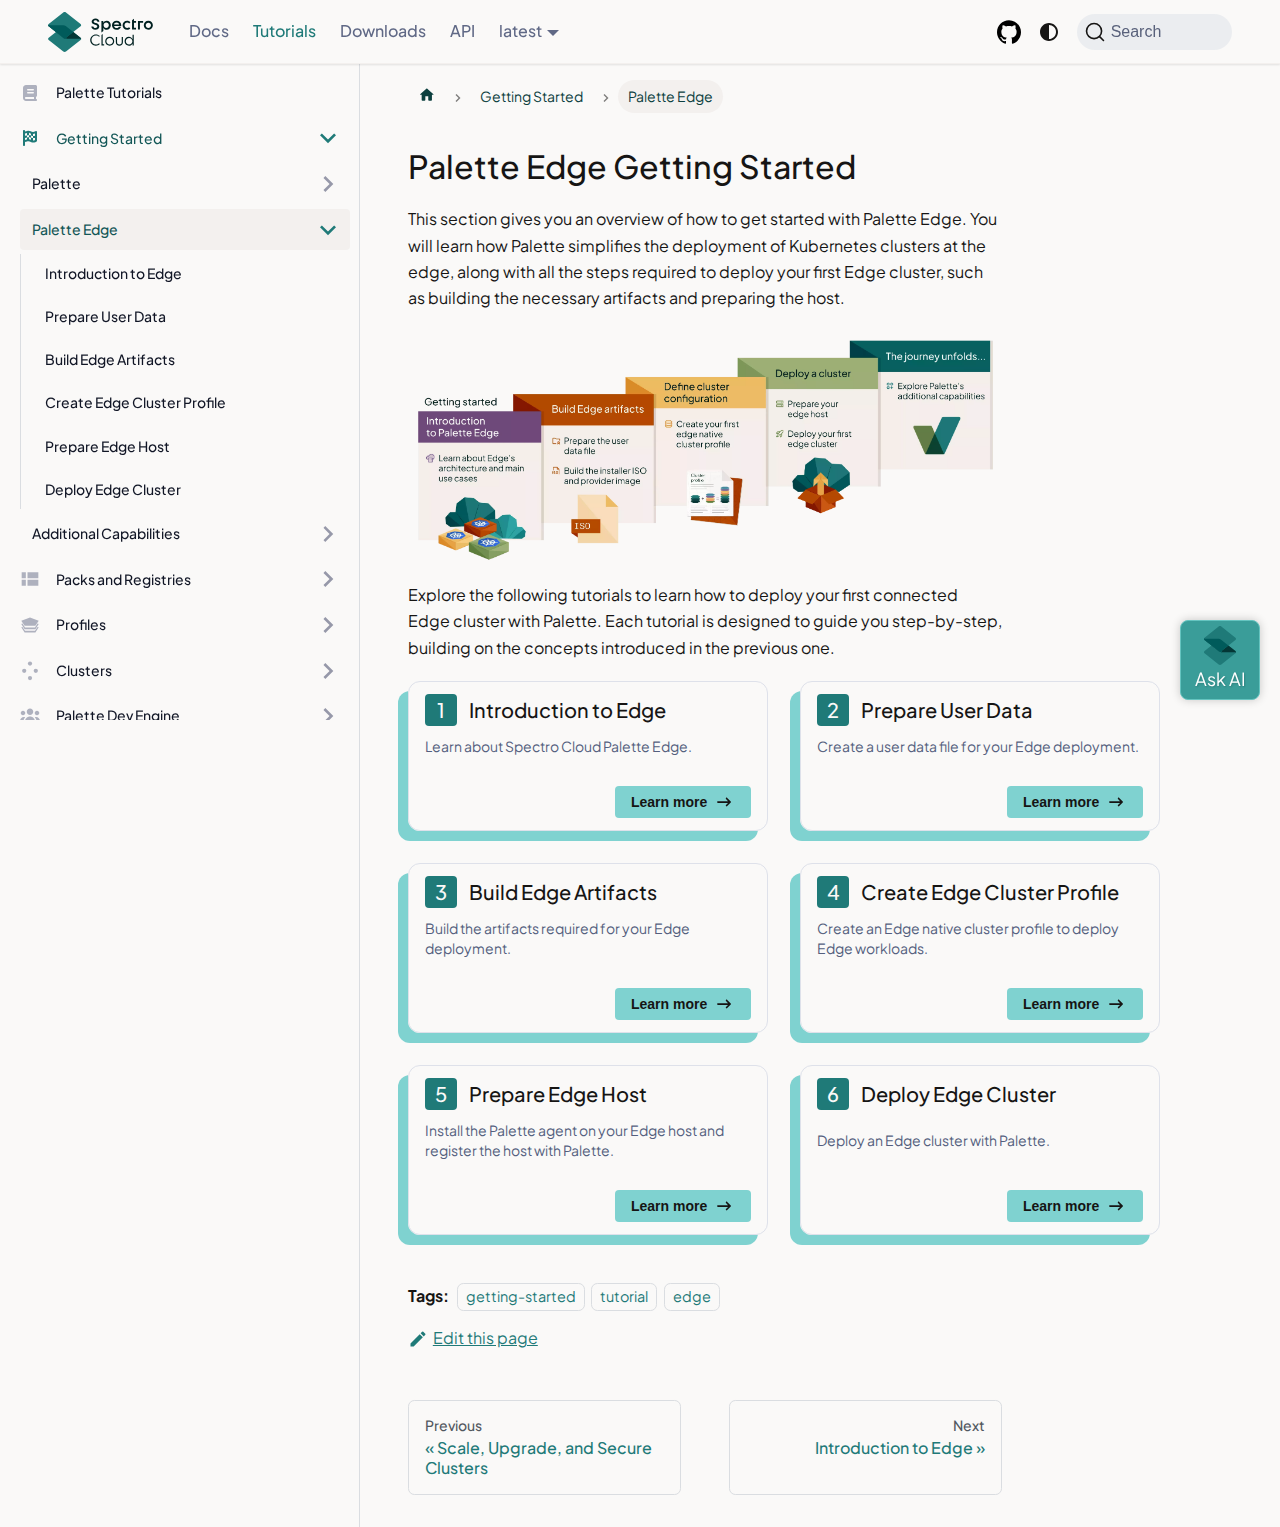 Spectro Cloud
Docs
Tutorials
Downloads
API
latest
Search
Palette Tutorials
Getting Started
Palette
Palette Edge
Introduction to Edge
Prepare User Data
Build Edge Artifacts
Create Edge Cluster Profile
Prepare Edge Host
Deploy Edge Cluster
Additional Capabilities
Packs and Registries
Profiles
Clusters
Palette Dev Engine
Getting Started
Palette Edge
Palette Edge Getting Started
This section gives you an overview of how to get started with Palette Edge. You
will learn how Palette simplifies the deployment of Kubernetes clusters at the
edge, along with all the steps required to deploy your first Edge cluster, such
as building the necessary artifacts and preparing the host.
Getting started
Introduction
to Palette Edge
Learn about Edge's
architecture and main
use cases
Build Edge artifacts
Prepare the user
data file
Build the installer ISO
and provider image
ISO
Define cluster
configuration
Create your first
edge native
cluster profile
Cluster
profile
Deploy a cluster
Prepare your
edge host
Deploy your first
edge cluster
The journey unfolds...
Explore Palette's
additional capabilities
Explore the following tutorials to learn how to deploy your first connected
Edge cluster with Palette. Each tutorial is designed to guide you step-by-step,
building on the concepts introduced in the previous one.
Ask AI
1 Introduction to Edge
Learn about Spectro Cloud Palette Edge.
Learn more
2 Prepare User Data
Create a user data file for your Edge deployment.
Learn more
3 Build Edge Artifacts
Build the artifacts required for your Edge
deployment.
Learn more
4 Create Edge Cluster Profile
Create an Edge native cluster profile to deploy
Edge workloads.
Learn more
5 Prepare Edge Host
Install the Palette agent on your Edge host and
register the host with Palette.
Learn more
6 Deploy Edge Cluster
Deploy an Edge cluster with Palette.
Learn more
Tags: getting-started tutorial edge
Edit this page
Previous
« Scale, Upgrade, and Secure
Clusters
Next
Introduction to Edge »